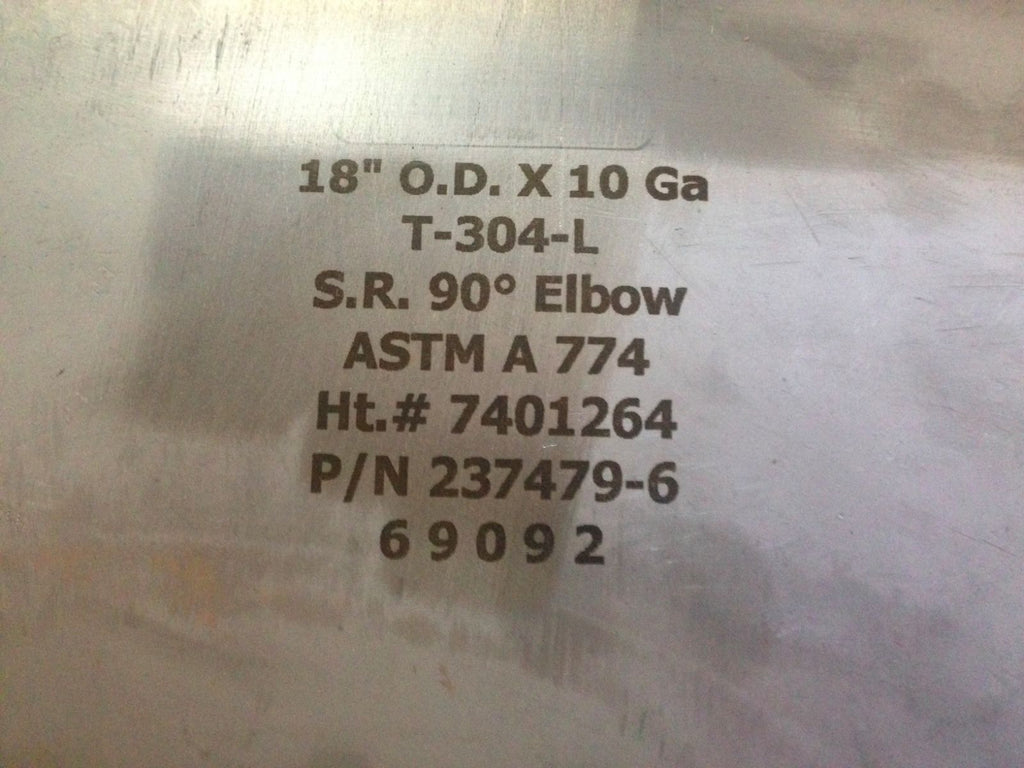 18" O.D. X 10 Ga
T-304-L
S.R. 90° Elbow
ASTM A 774
Ht.# 7401264
P/N 237479-6
6 9 0 9 2